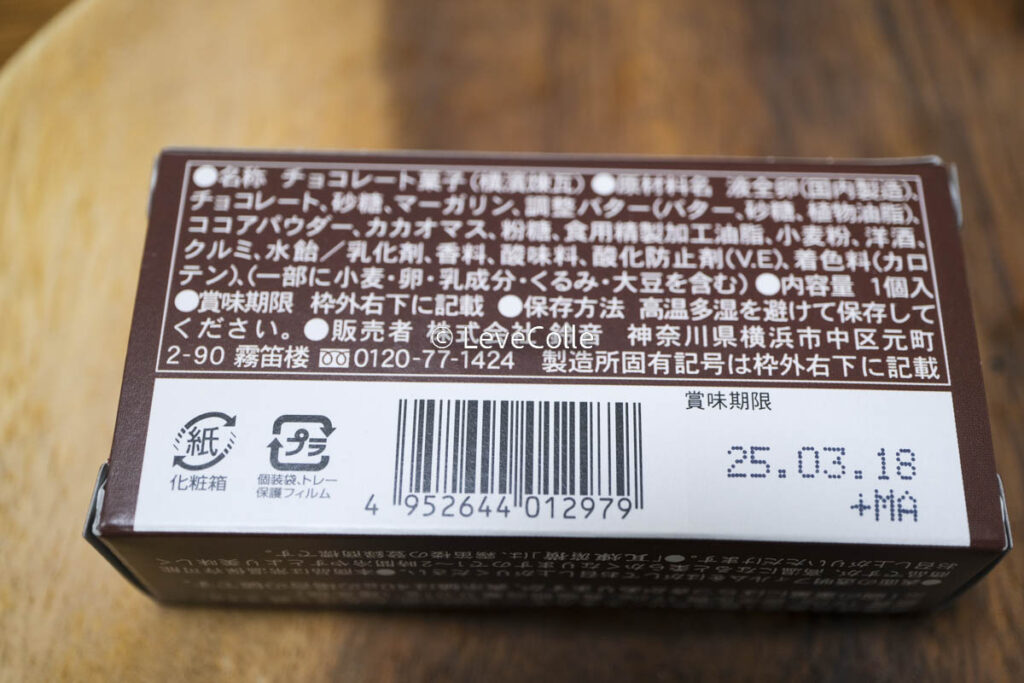 ●名称 チョコレート菓子(横濱煉瓦) ●原材料名 液全卵(国内製造)、
チョコレート、砂糖、マーガリン、調整バター(バター、砂糖、植物油脂)、
ココアパウダー、カカオマス、粉糖、食用精製加工油脂、小麦粉、洋酒、
クルミ、水飴/乳化剤、香料、酸味料、酸化防止剤(V.E)、着色料(カロ
テン)、(一部に小麦・卵・乳成分・くるみ・大豆を含む) ●内容量 1個入
●賞味期限 枠外右下に記載 ●保存方法 高温多湿を避けて保存して
ください。 ●販売者 株 会社 産 神奈川県横浜市中区元町
© LeveColle
2-90 霧笛楼 0120-77-1424 製造所固有記号は枠外右下に記載
賞味期限
紙
プラ
化粧箱
個装袋、トレー
保護フィルム
4 952644 012979
25.03.18
+MA